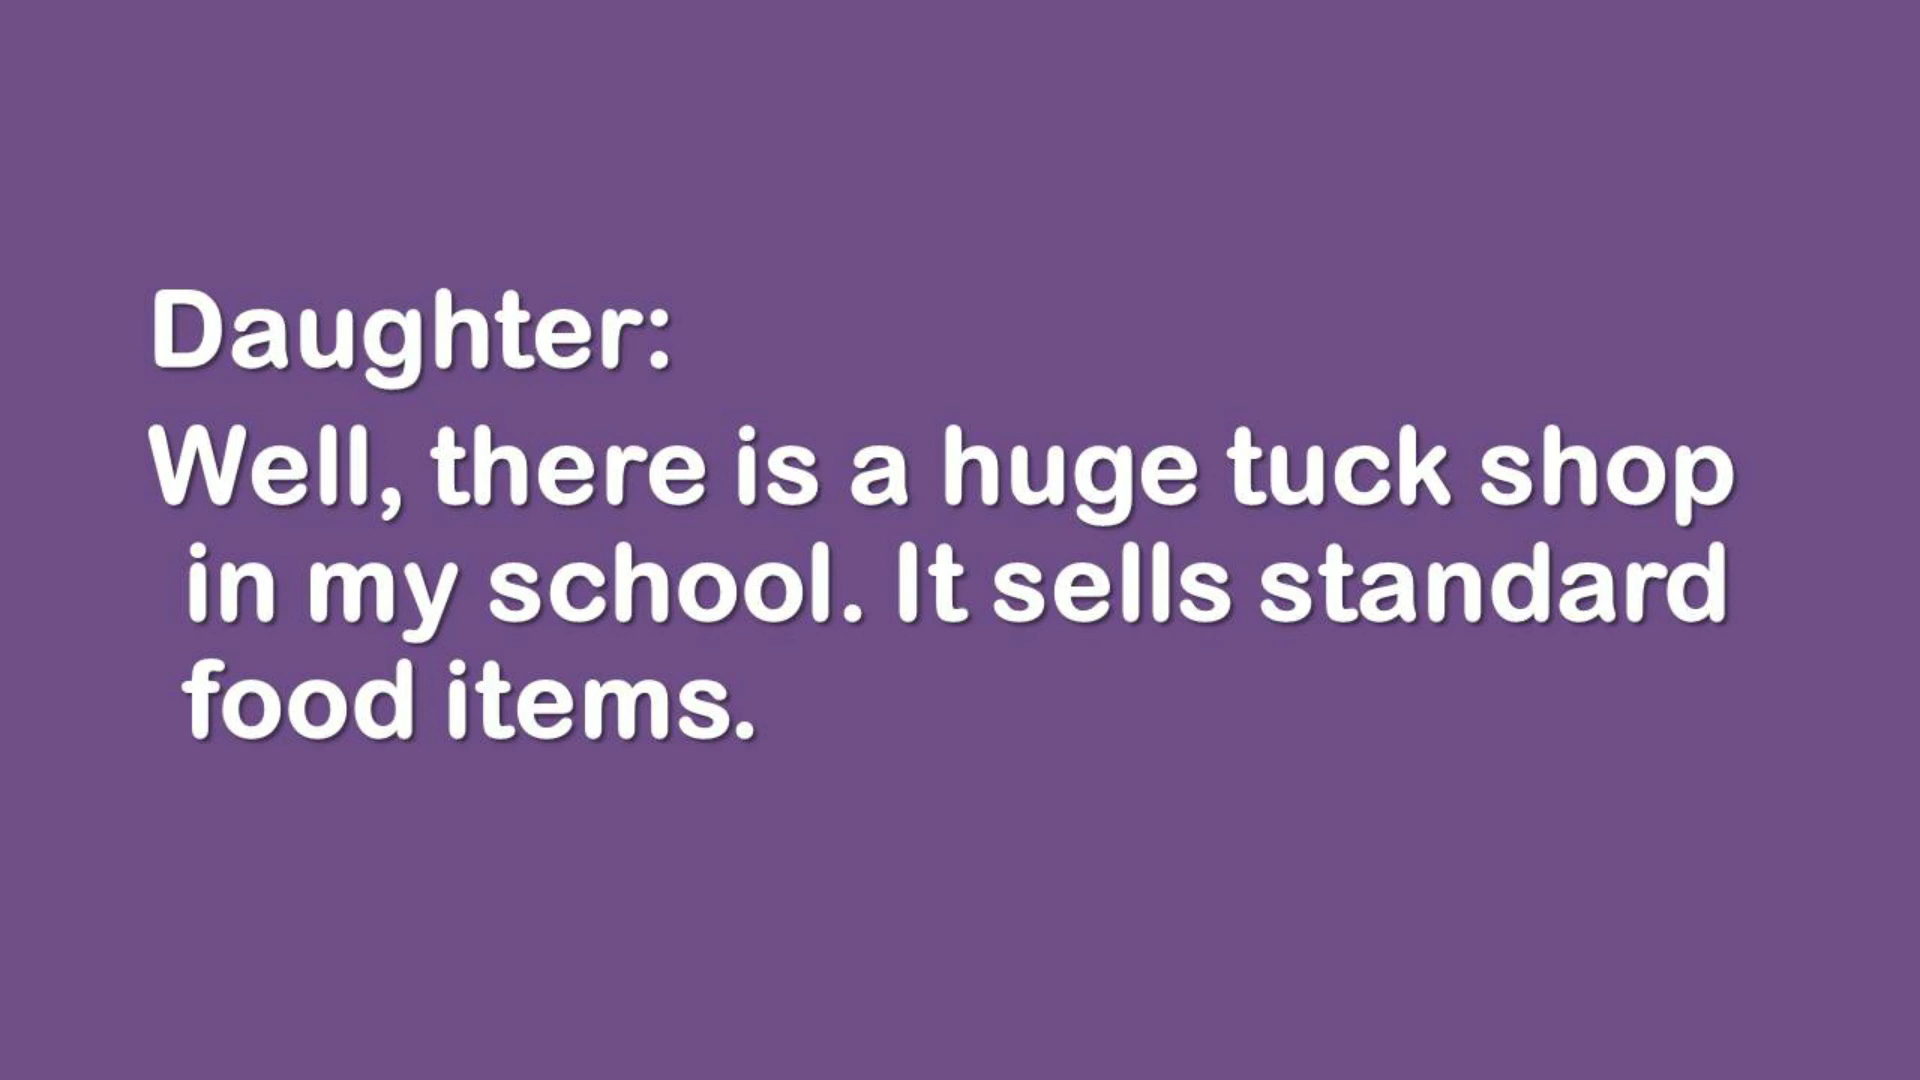 Daughter:
Well, there is a huge tuck shop
in my school. It sells standard
food items.